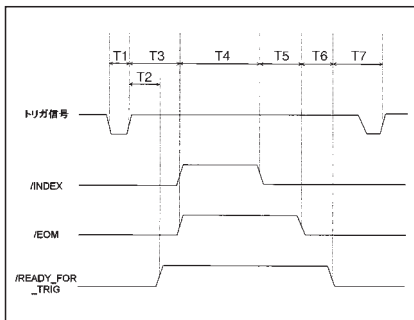 T1 T3 T4 T5 T6 T7
T2
トリガ信号
/INDEX
/EOM
/READY_FOR
_TRIG